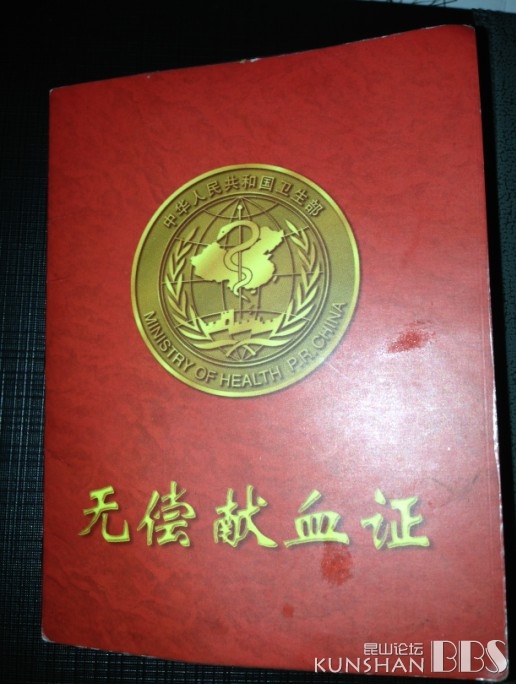 中华人民共和国卫生部
MINISTRY OF HEALTH P.R.CHINA
无偿献血证
昆山论坛
KUNSHAN BBS